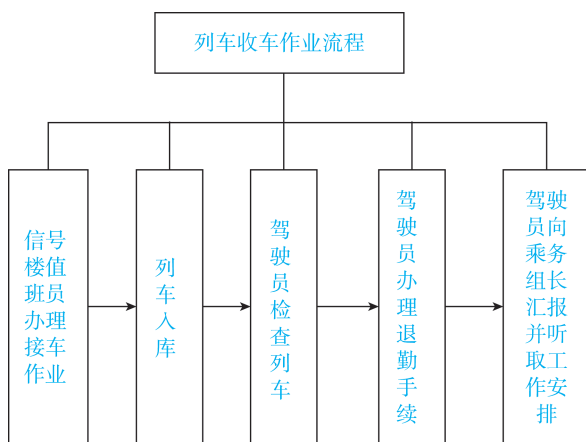 列车收车作业流程
信号
楼值
班员
办理
接车
作业
列车入库
驾驶员检查列车
驾驶员办理退勤手续
驾驶
员向
乘务
组长
汇报
并听
取工
作安
排